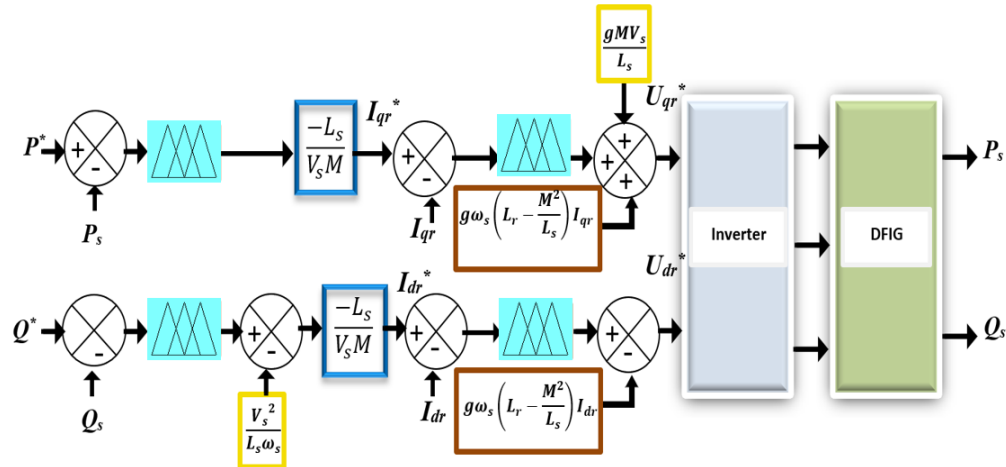 gMV_s / L_s
P*
+
-
P_s
-L_s / V_s M
I_qr*
+
-
I_qr
+
+
+
gω_s (L_r - M² / L_s) I_qr
U_qr*
Inverter
DFIG
P_s
Q*
-
Q_s
+
-
V_s² / L_s ω_s
-L_s / V_s M
I_dr*
+
-
I_dr
+
-
gω_s (L_r - M² / L_s) I_dr
U_dr*
Q_s